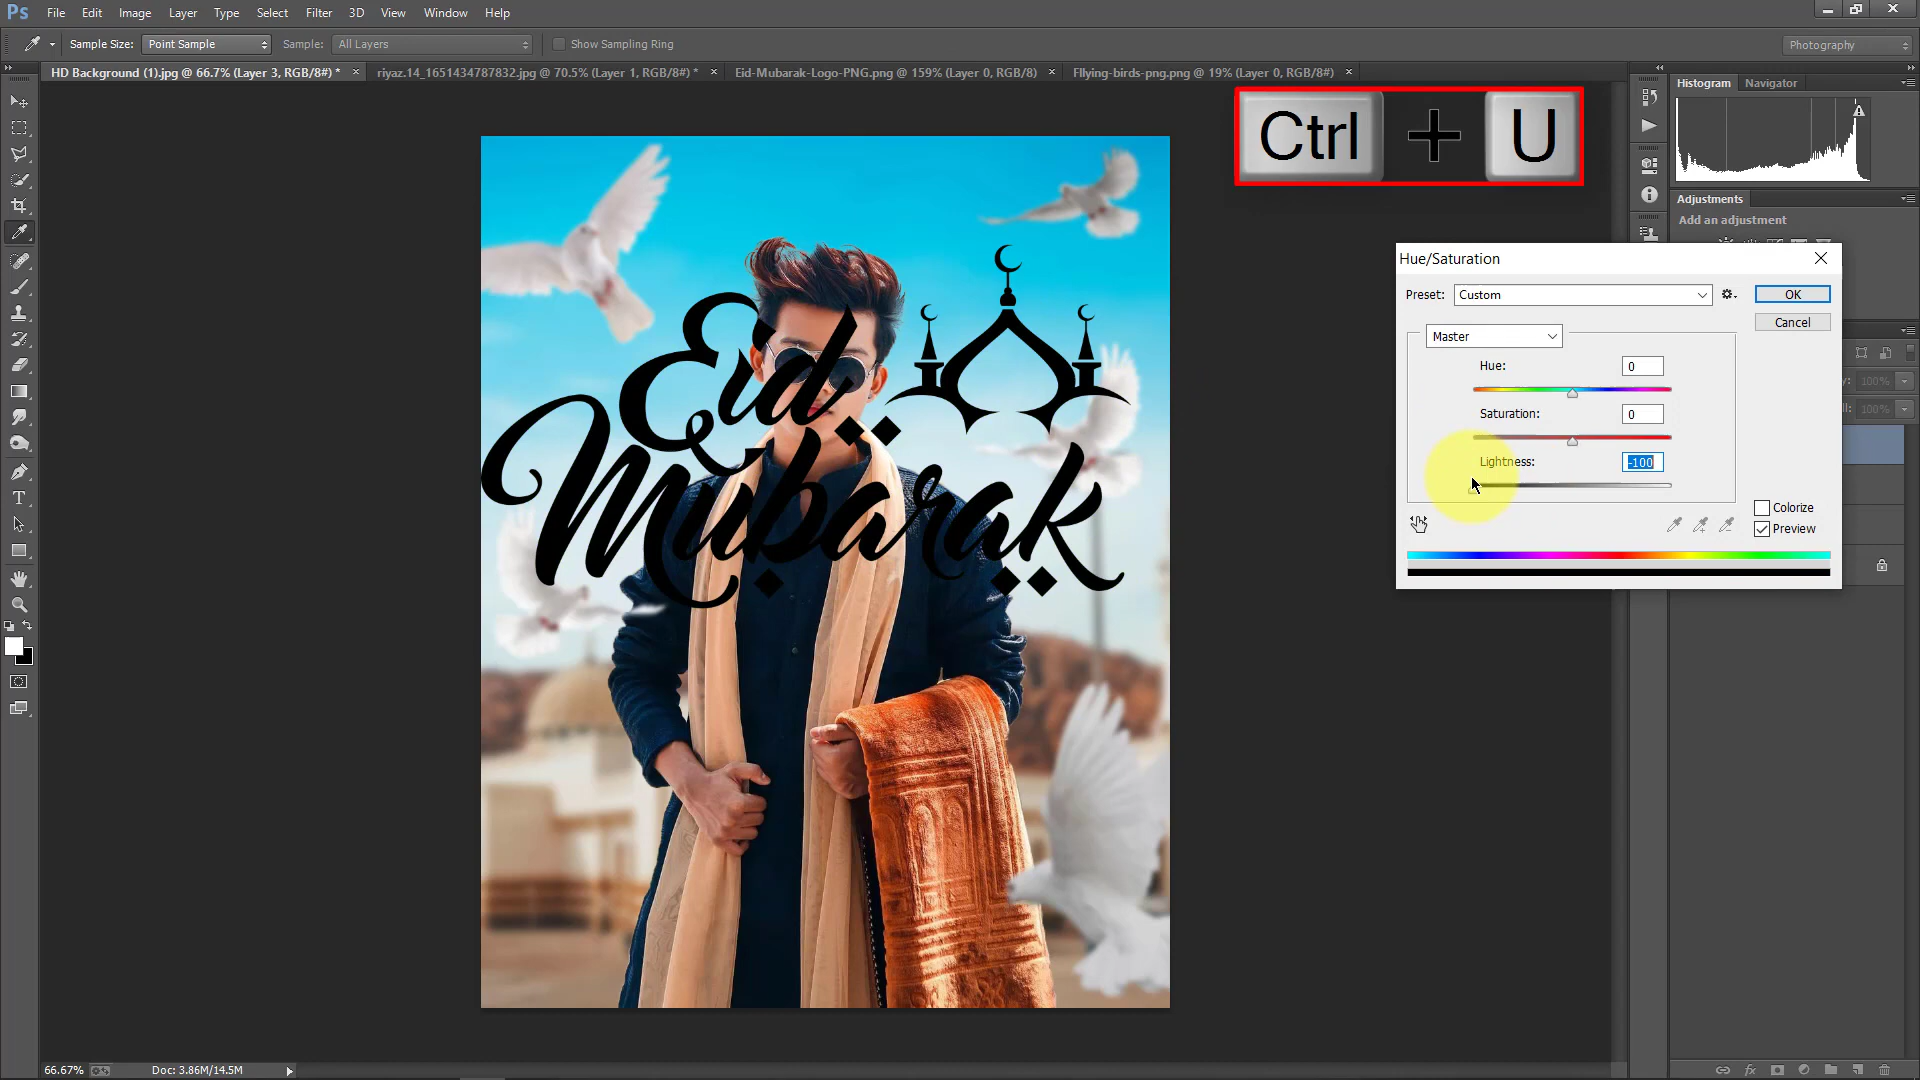 Ps File Edit Image Layer Type Select Filter 3D View Window Help
Sample Size: Point Sample Sample: All Layers Show Sampling Ring Photography
HD Background (1).jpg @ 66.7% (Layer 3, RGB/8#) * × riyaz.14_1651434787832.jpg @ 70.5% (Layer 1, RGB/8#) * × Eid-Mubarak-Logo-PNG.png @ 159% (Layer 0, RGB/8) × Fllying-birds-png.png @ 19% (Layer 0, RGB/8#) ×
Histogram Navigator
Ctrl + U
Adjustments
Add an adjustment
Hue/Saturation
Preset: Custom OK
Cancel
Master
Hue: 0
Saturation: 0
Lightness: -100
Colorize
Preview
Eid
Mubarak
100%
100%
T
fx
66.67% Doc: 3.86M/14.5M